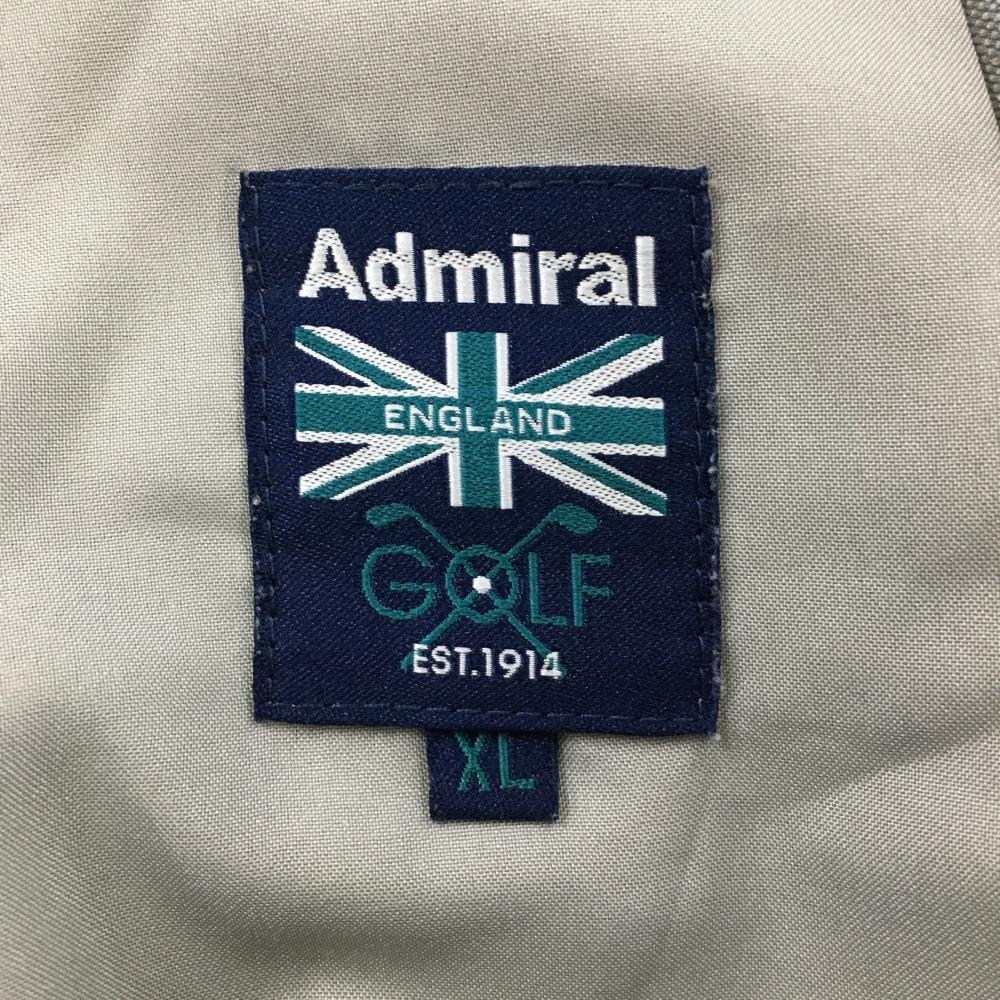 Admiral
ENGLAND
GOLF
EST.1914
XL